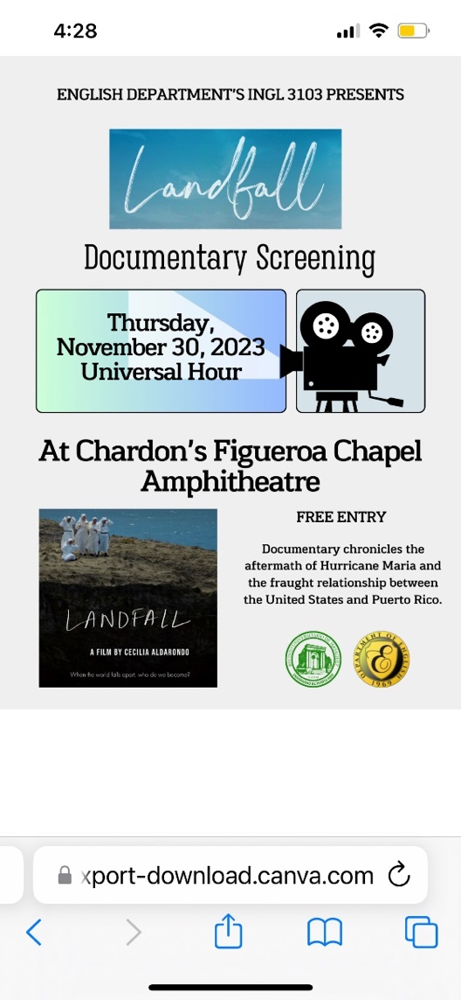 4:28
ENGLISH DEPARTMENT'S INGL 3103 PRESENTS
Landfall
Documentary Screening
Thursday,
November 30, 2023
Universal Hour
At Chardon's Figueroa Chapel
Amphitheatre
LANDFALL
A FILM BY CECILIA ALDARONDO
When the world falls apart, who do we become?
FREE ENTRY
Documentary chronicles the
aftermath of Hurricane Maria and
the fraught relationship between
the United States and Puerto Rico.
DEPARTMENT OF ENGLISH
E
1969
xport-download.canva.com